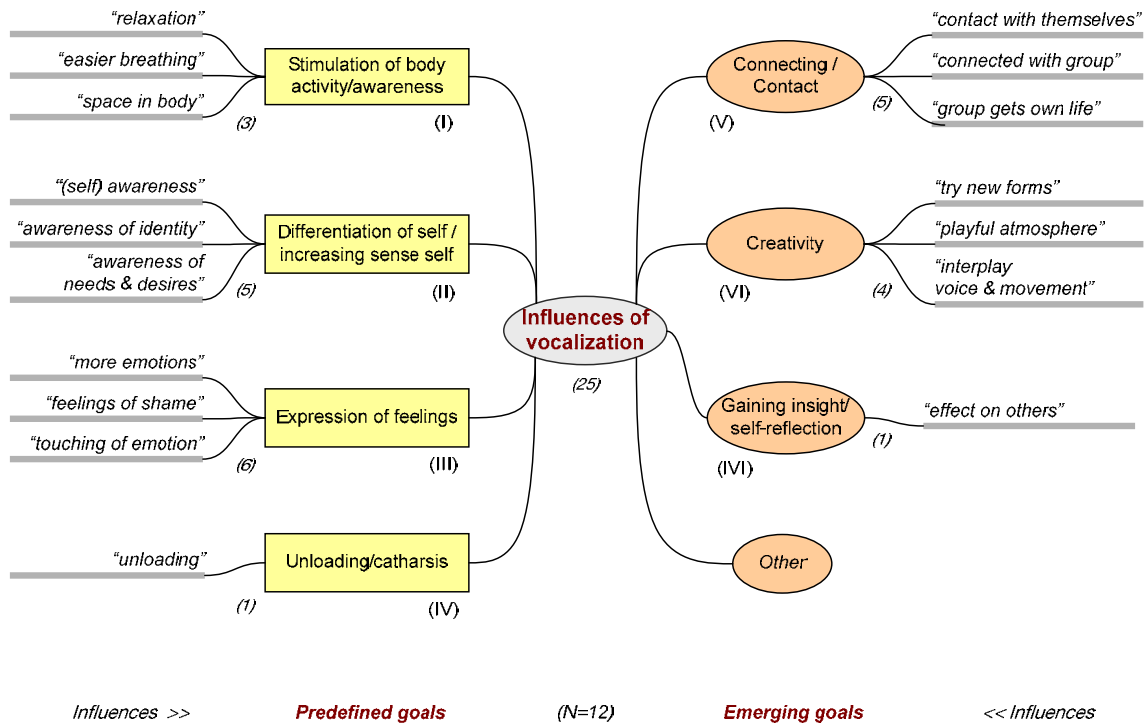 “relaxation”
“easier breathing”
“space in body”
(3)
Stimulation of body
activity/awareness
(I)
“(self) awareness”
“awareness of identity”
“awareness of
needs & desires”
(5)
Differentiation of self /
increasing sense self
(II)
“more emotions”
“feelings of shame”
“touching of emotion”
(6)
Expression of feelings
(III)
“unloading”
(1)
Unloading/catharsis
(IV)
Influences of
vocalization
(25)
Connecting /
Contact
(V)
(5)
“contact with themselves”
“connected with group”
“group gets own life”
Creativity
(VI)
(4)
“try new forms”
“playful atmosphere”
“interplay
voice & movement”
Gaining insight/
self-reflection
(IVI)
(1)
“effect on others”
Other
Influences >>
Predefined goals
(N=12)
Emerging goals
<< Influences